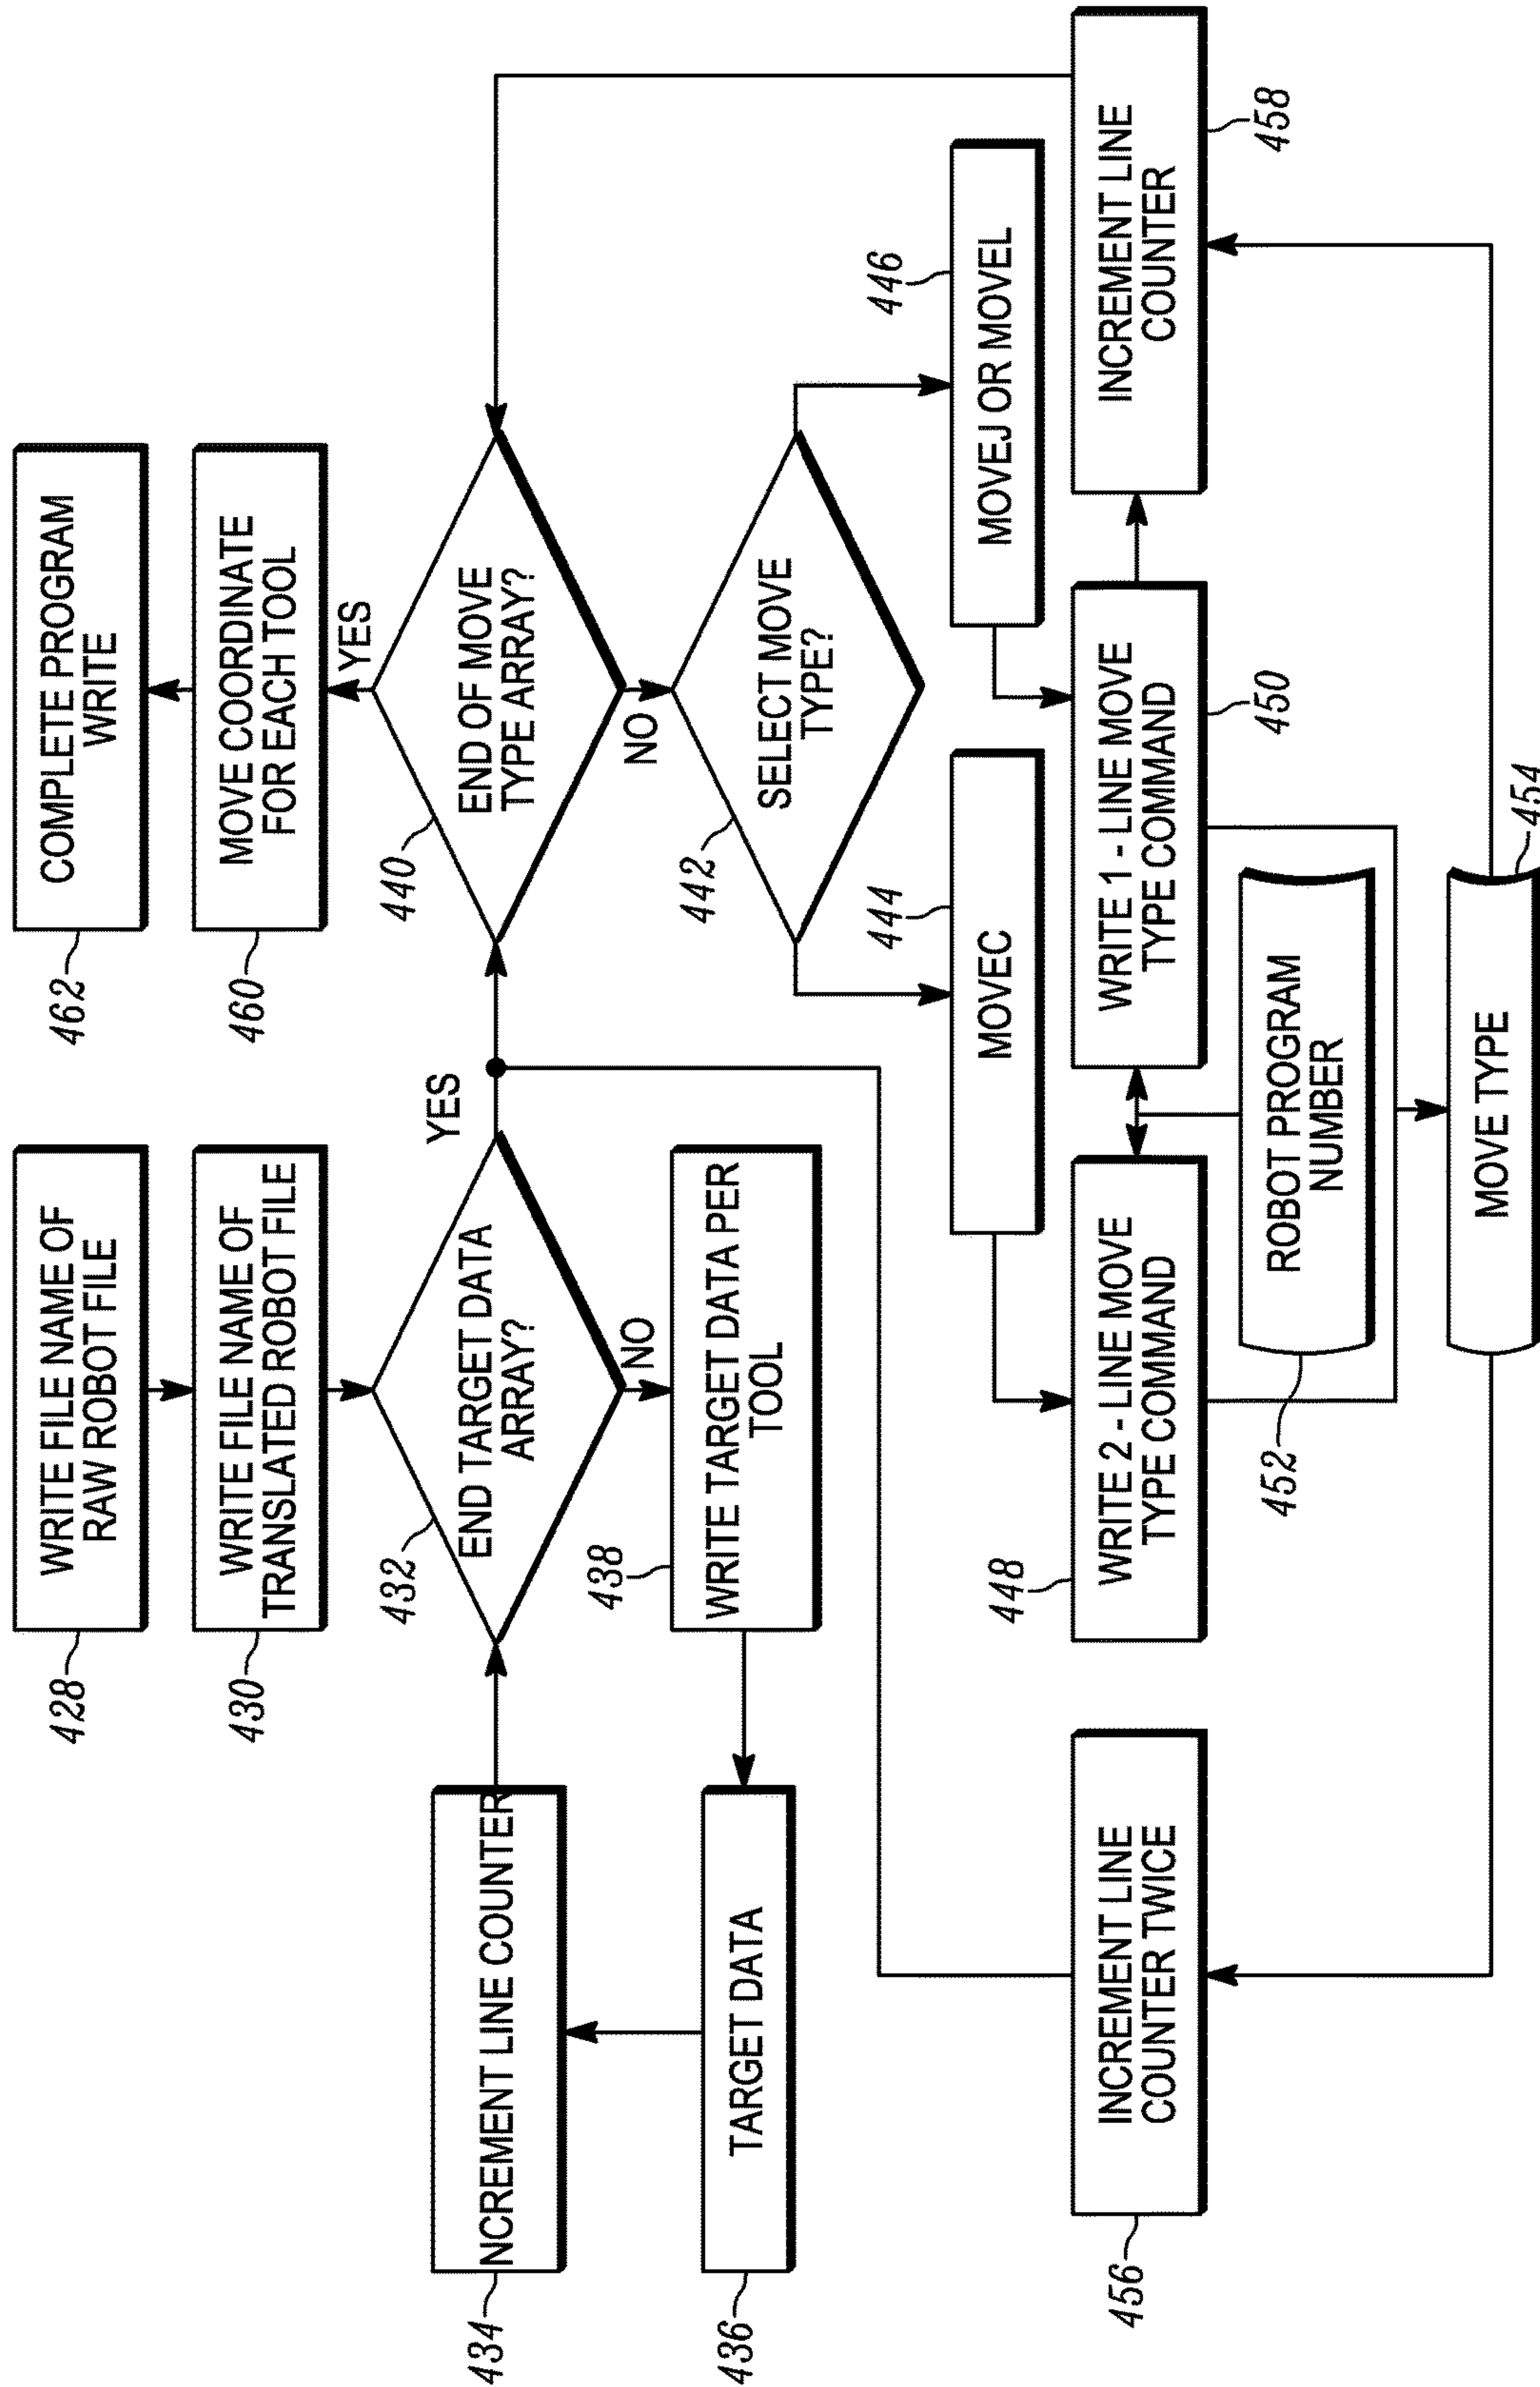 WRITE FILE NAME OF
RAW ROBOT FILE
428
WRITE FILE NAME OF
TRANSLATED ROBOT FILE
430
END TARGET DATA
ARRAY?
432
YES
NO
NCREMENT LINE COUNTER
434
TARGET DATA
436
WRITE TARGET DATA PER
TOOL
438
COMPLETE PROGRAM
WRITE
462
MOVE COORDINATE
FOR EACH TOOL
460
YES
END OF MOVE
TYPE ARRAY?
440
NO
SELECT MOVE
TYPE?
442
MOVEC
444
MOVEJ OR MOVEL
446
WRITE 2 - LINE MOVE
TYPE COMMAND
448
WRITE 1 - LINE MOVE
TYPE COMMAND
450
ROBOT PROGRAM
NUMBER
452
MOVE TYPE
454
INCREMENT LINE
COUNTER TWICE
456
INCREMENT LINE
COUNTER
458